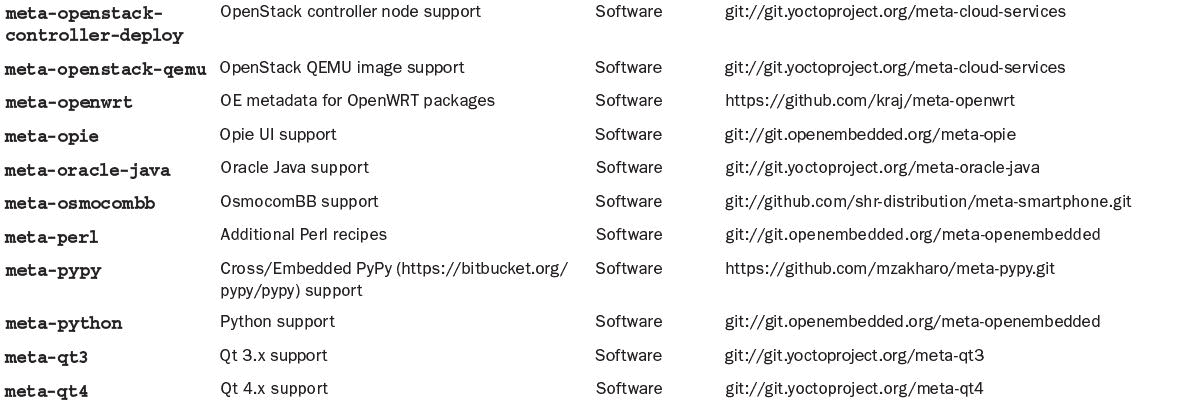 meta-openstack- OpenStack controller node support Software git://git.yoctoproject.org/meta-cloud-services
controller-deploy
meta-openstack-qemu OpenStack QEMU image support Software git://git.yoctoproject.org/meta-cloud-services
meta-openwrt OE metadata for OpenWRT packages Software https://github.com/kraj/meta-openwrt
meta-opie Opie UI support Software git://git.openembedded.org/meta-opie
meta-oracle-java Oracle Java support Software git://git.yoctoproject.org/meta-oracle-java
meta-osmocombb OsmocomBB support Software git://github.com/shr-distribution/meta-smartphone.git
meta-perl Additional Perl recipes Software git://git.openembedded.org/meta-openembedded
meta-pypy Cross/Embedded PyPy (https://bitbucket.org/ Software https://github.com/mzakharo/meta-pypy.git
pypy/pypy) support
meta-python Python support Software git://git.openembedded.org/meta-openembedded
meta-qt3 Qt 3.x support Software git://git.yoctoproject.org/meta-qt3
meta-qt4 Qt 4.x support Software git://git.yoctoproject.org/meta-qt4